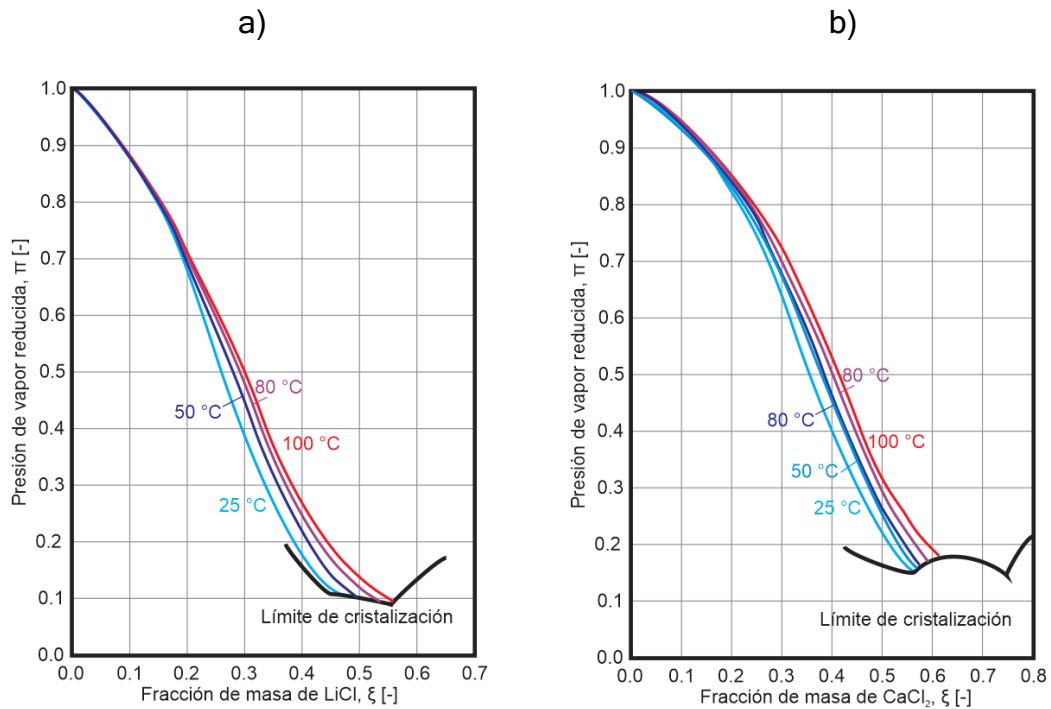 a)
1.0
0.9
0.8
0.7
0.6
0.5
0.4
0.3
0.2
0.1
0.0
Presión de vapor reducida, π [-]
80 °C
50 °C
100 °C
25 °C
Límite de cristalización
0.0 0.1 0.2 0.3 0.4 0.5 0.6 0.7
Fracción de masa de LiCl, ξ [-]
b)
1.0
0.9
0.8
0.7
0.6
0.5
0.4
0.3
0.2
0.1
0.0
Presión de vapor reducida, π [-]
80 °C
80 °C
100 °C
50 °C
25 °C
Límite de cristalización
0.0 0.1 0.2 0.3 0.4 0.5 0.6 0.7 0.8
Fracción de masa de CaCl₂, ξ [-]